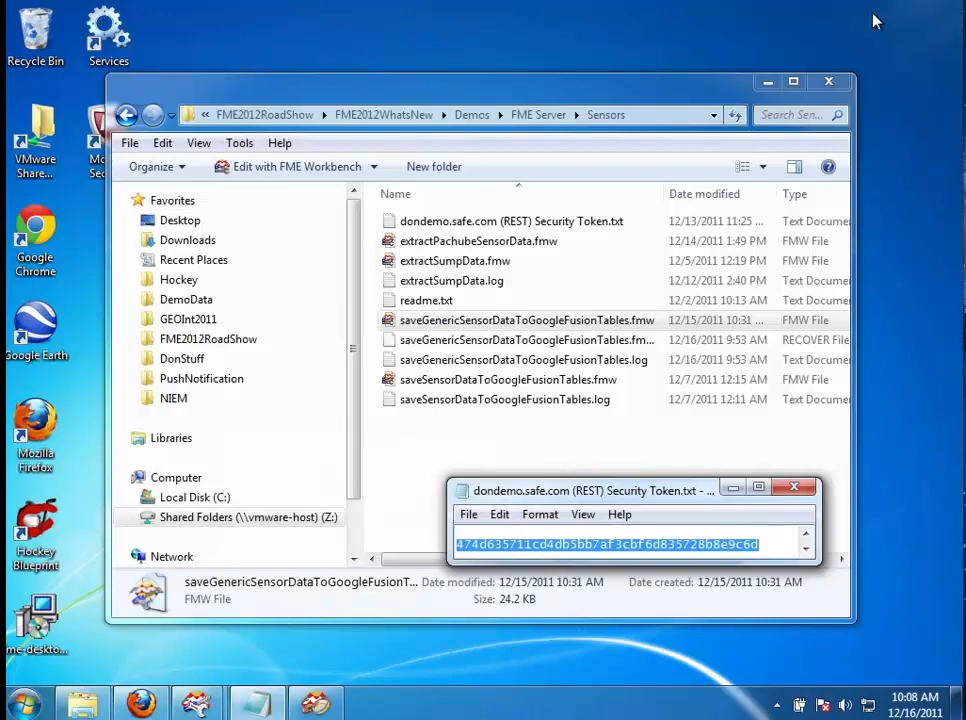 Recycle Bin
Services
VMware
Share...
Mc
Sec
Google
Chrome
Google Earth
Mozilla
Firefox
Hockey
Blueprint
me-deskto...
« FME2012RoadShow FME2012WhatsNew Demos FME Server Sensors
Search Sen...
File Edit View Tools Help
Organize Edit with FME Workbench New folder
Favorites
Desktop
Downloads
Recent Places
Hockey
DemoData
GEOInt2011
FME2012RoadShow
DonStuff
PushNotification
NIEM
Libraries
Computer
Local Disk (C:)
Shared Folders (\\vmware-host) (Z:)
Network
Name Date modified Type
dondemo.safe.com (REST) Security Token.txt 12/13/2011 11:25 ... Text Docume
extractPachubeSensorData.fmw 12/14/2011 1:49 PM FMW File
extractSumpData.fmw 12/5/2011 12:19 PM FMW File
extractSumpData.log 12/12/2011 2:40 PM Text Docume
readme.txt 12/2/2011 10:13 AM Text Docume
saveGenericSensorDataToGoogleFusionTables.fmw 12/15/2011 10:31 ... FMW File
saveGenericSensorDataToGoogleFusionTables.fm... 12/16/2011 9:53 AM RECOVER File
saveGenericSensorDataToGoogleFusionTables.log 12/16/2011 9:53 AM Text Docume
saveSensorDataToGoogleFusionTables.fmw 12/7/2011 12:15 AM FMW File
saveSensorDataToGoogleFusionTables.log 12/7/2011 12:11 AM Text Docume
dondemo.safe.com (REST) Security Token.txt - ...
File Edit Format View Help
474d635711cd4db5bb7af3cbf6d835728b8e9c6d
saveGenericSensorDataToGoogleFusionT... Date modified: 12/15/2011 10:31 AM Date created: 12/15/2011 10:31 AM
FMW File Size: 24.2 KB
10:08 AM
12/16/2011